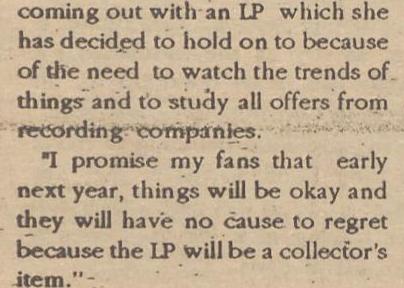 coming out with an LP which she
has decided to hold on to because
of the need to watch the trends of
things and to study all offers from
recording companies.
"I promise my fans that early
next year, things will be okay and
they will have no cause to regret
because the LP will be a collector's
item."